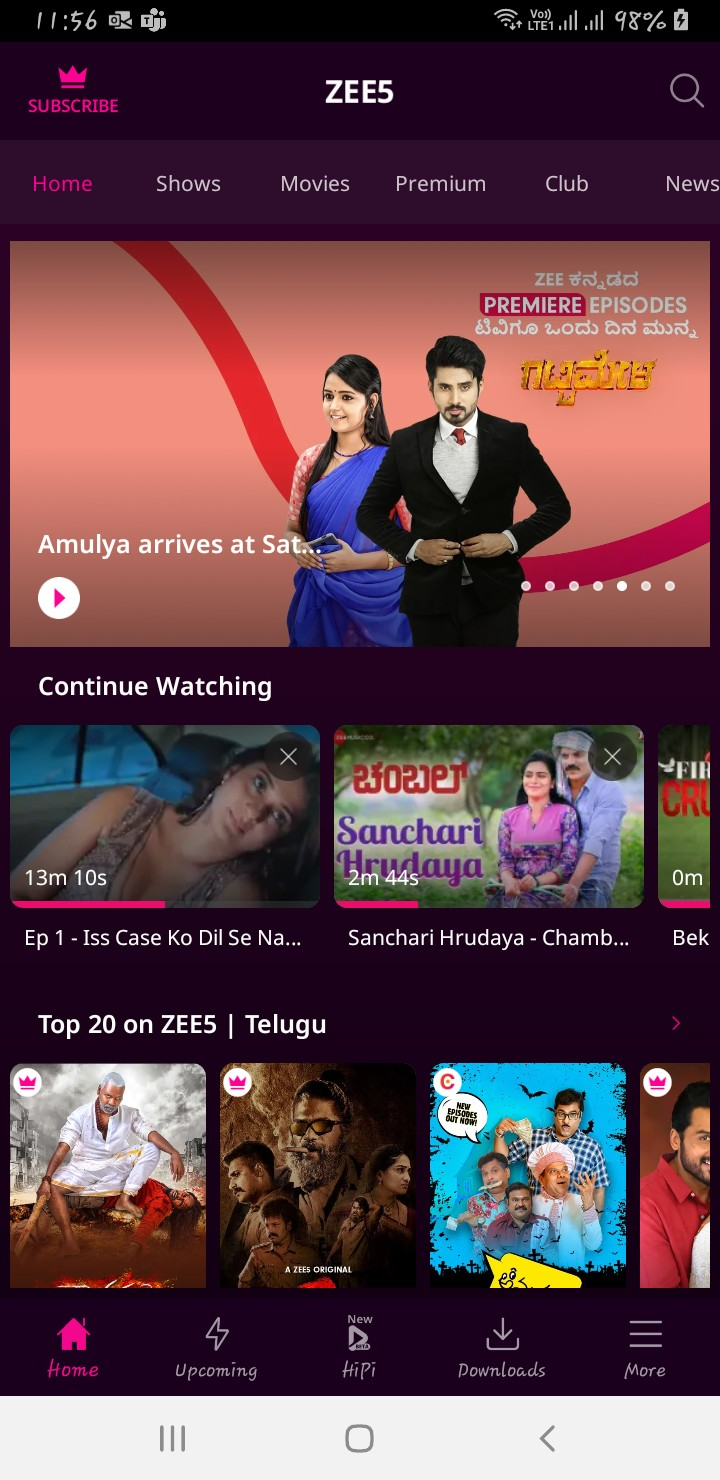 11:56
Vo))
LTE1
98%
SUBSCRIBE
ZEE5
Home Shows Movies Premium Club News
ZEE ಕನ್ನಡದ
PREMIERE EPISODES
ಟಿವಿಗೂ ಒಂದು ದಿನ ಮುನ್ನ
ಗಟ್ಟಿಮೇಳ
Amulya arrives at Sat...
Continue Watching
ಚಂಬಲ್
Sanchari
Hrudaya
FIR
CRU
13m 10s
2m 44s
0m
Ep 1 - Iss Case Ko Dil Se Na...
Sanchari Hrudaya - Chamb...
Bek
Top 20 on ZEE5 | Telugu
NEW
EPISODES
OUT NOW!
A ZEE5 ORIGINAL
New
BETA
Home Upcoming HiPi Downloads More